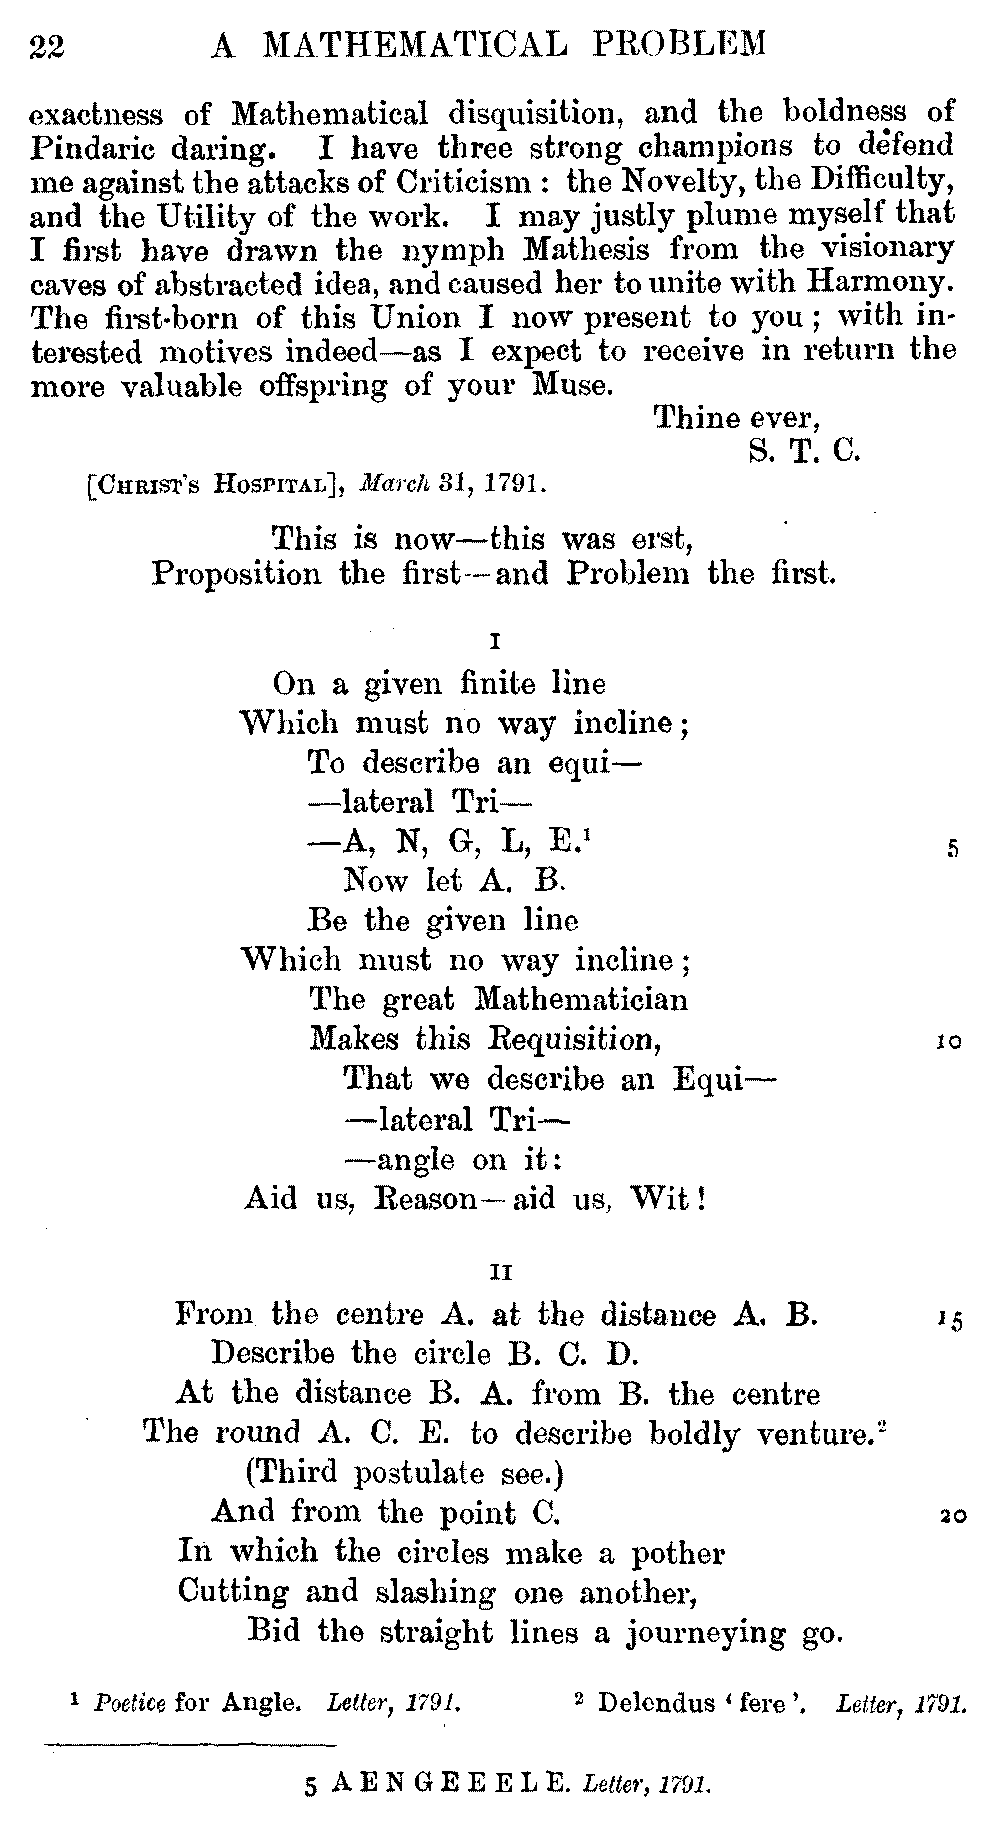 22 A MATHEMATICAL PROBLEM
exactness of Mathematical disquisition, and the boldness of
Pindaric daring. I have three strong champions to defend
me against the attacks of Criticism : the Novelty, the Difficulty,
and the Utility of the work. I may justly plume myself that
I first have drawn the nymph Mathesis from the visionary
caves of abstracted idea, and caused her to unite with Harmony.
The first-born of this Union I now present to you ; with in-
terested motives indeed—as I expect to receive in return the
more valuable offspring of your Muse.
Thine ever,
S. T. C.
[CHRIST'S HOSPITAL], March 31, 1791.
This is now—this was erst,
Proposition the first—and Problem the first.
I
On a given finite line
Which must no way incline ;
To describe an equi—
—lateral Tri—
—A, N, G, L, E.¹ 5
Now let A. B.
Be the given line
Which must no way incline ;
The great Mathematician
Makes this Requisition, 10
That we describe an Equi—
—lateral Tri—
—angle on it :
Aid us, Reason—aid us, Wit !
II
From the centre A. at the distance A. B. 15
Describe the circle B. C. D.
At the distance B. A. from B. the centre
The round A. C. E. to describe boldly venture.²
(Third postulate see.)
And from the point C. 20
In which the circles make a pother
Cutting and slashing one another,
Bid the straight lines a journeying go.
¹ Poetice for Angle. Letter, 1791. ² Delendus ‘ fere ’. Letter, 1791.
5 A E N G E E E L E. Letter, 1791.